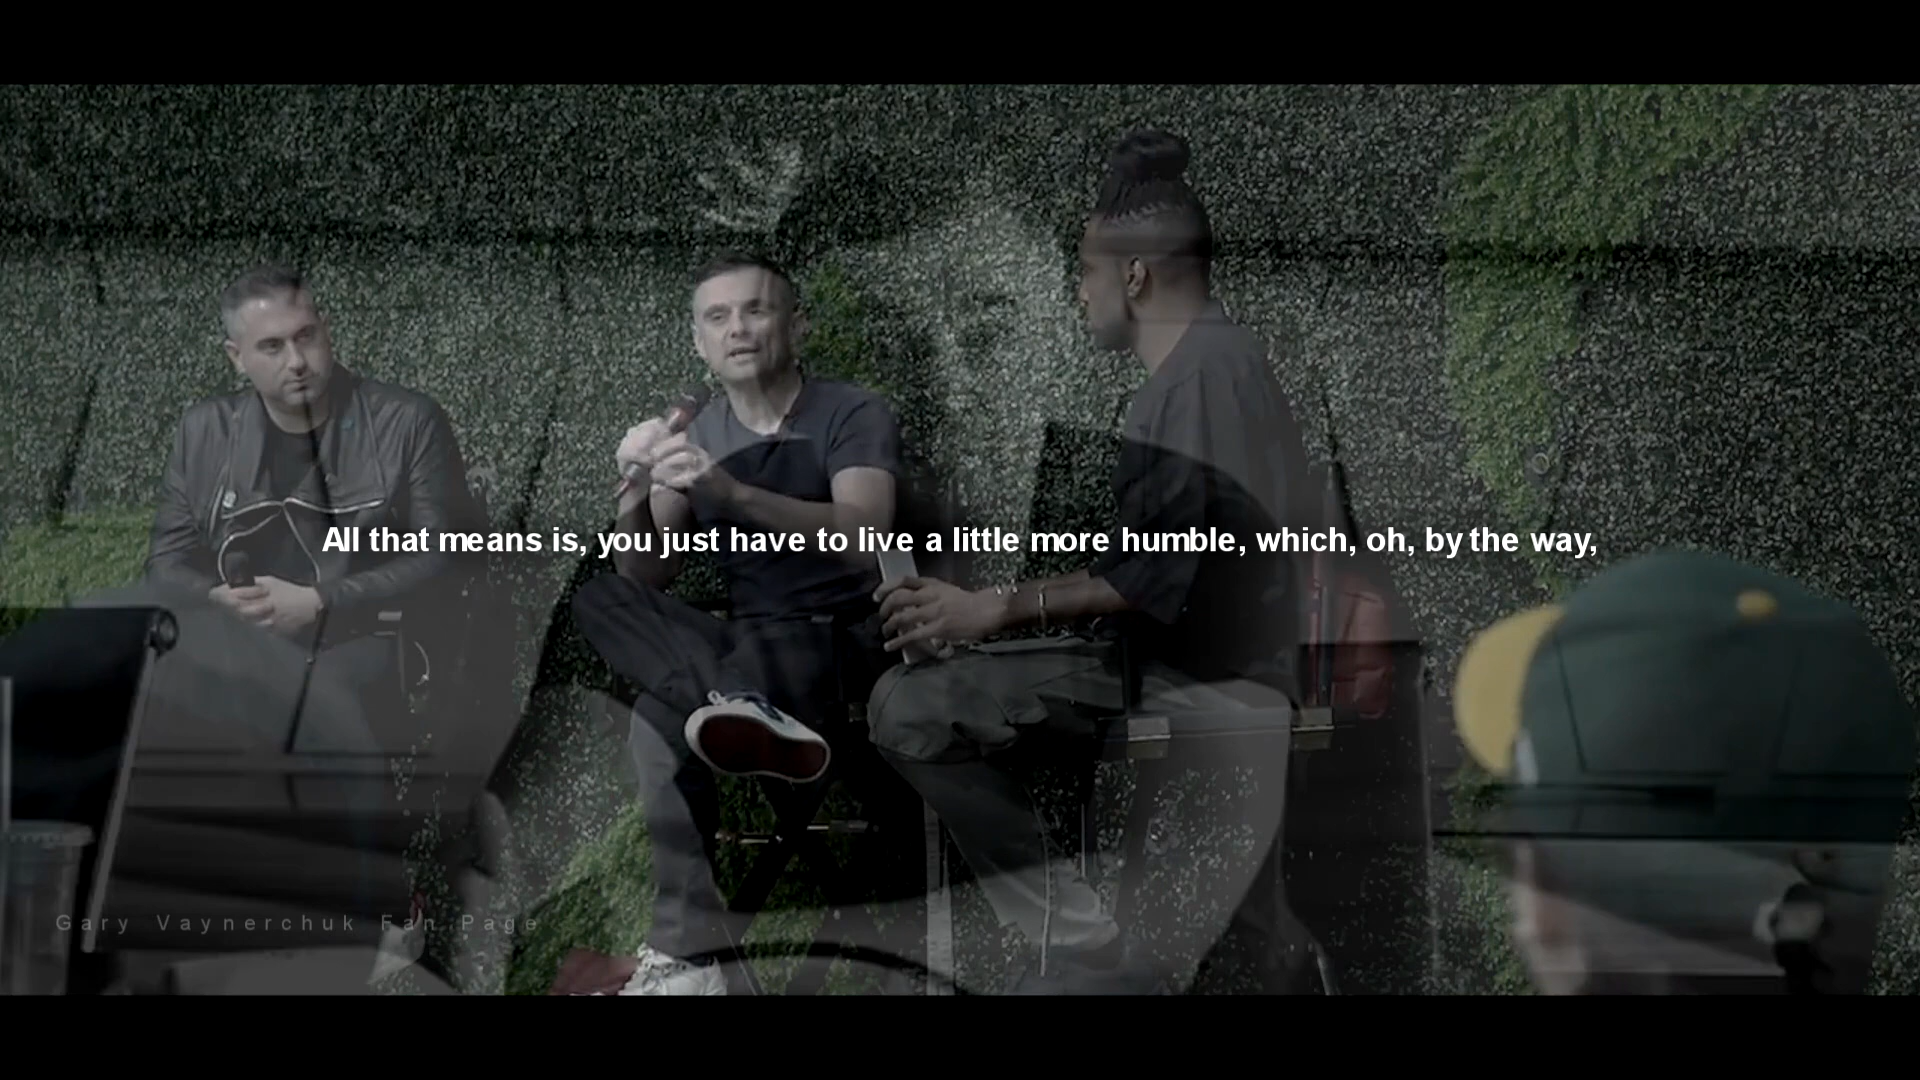 All that means is, you just have to live a little more humble, which, oh, by the way,
Gary Vaynerchuk Fan Page